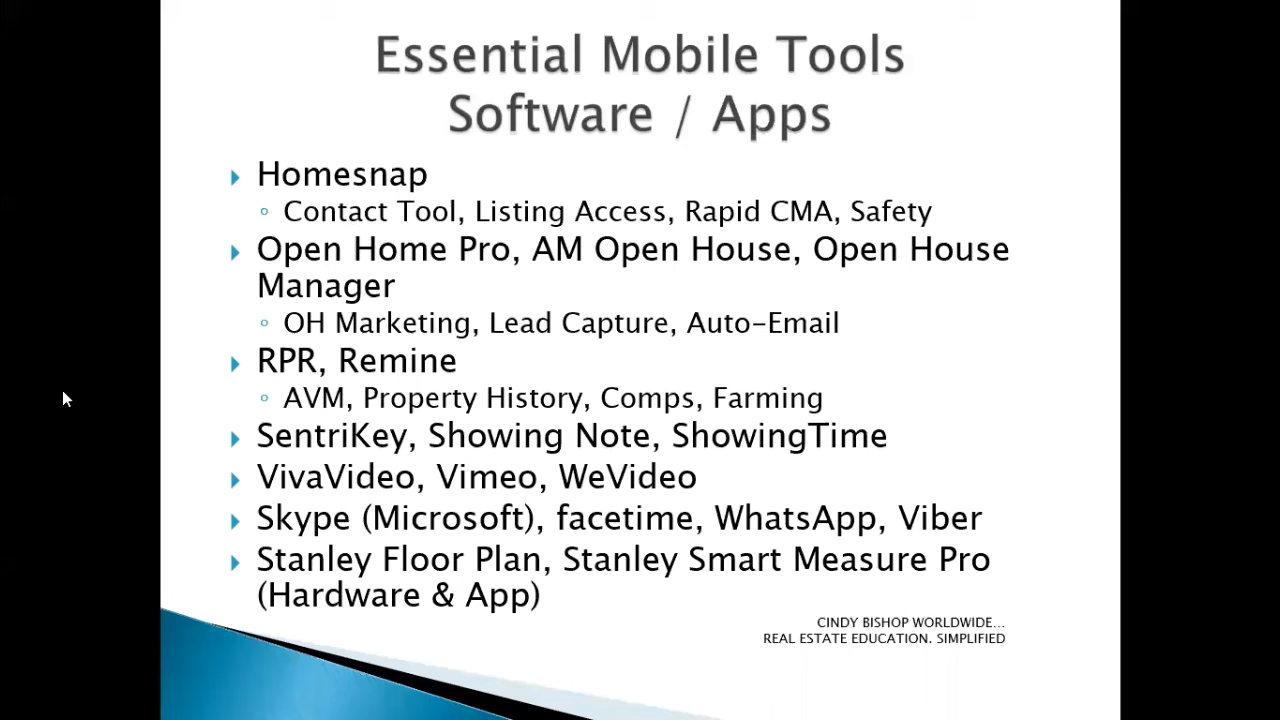 Essential Mobile Tools
Software / Apps
Homesnap
Contact Tool, Listing Access, Rapid CMA, Safety
Open Home Pro, AM Open House, Open House
Manager
OH Marketing, Lead Capture, Auto-Email
RPR, Remine
AVM, Property History, Comps, Farming
SentriKey, Showing Note, ShowingTime
VivaVideo, Vimeo, WeVideo
Skype (Microsoft), facetime, WhatsApp, Viber
Stanley Floor Plan, Stanley Smart Measure Pro
(Hardware & App)
CINDY BISHOP WORLDWIDE...
REAL ESTATE EDUCATION. SIMPLIFIED